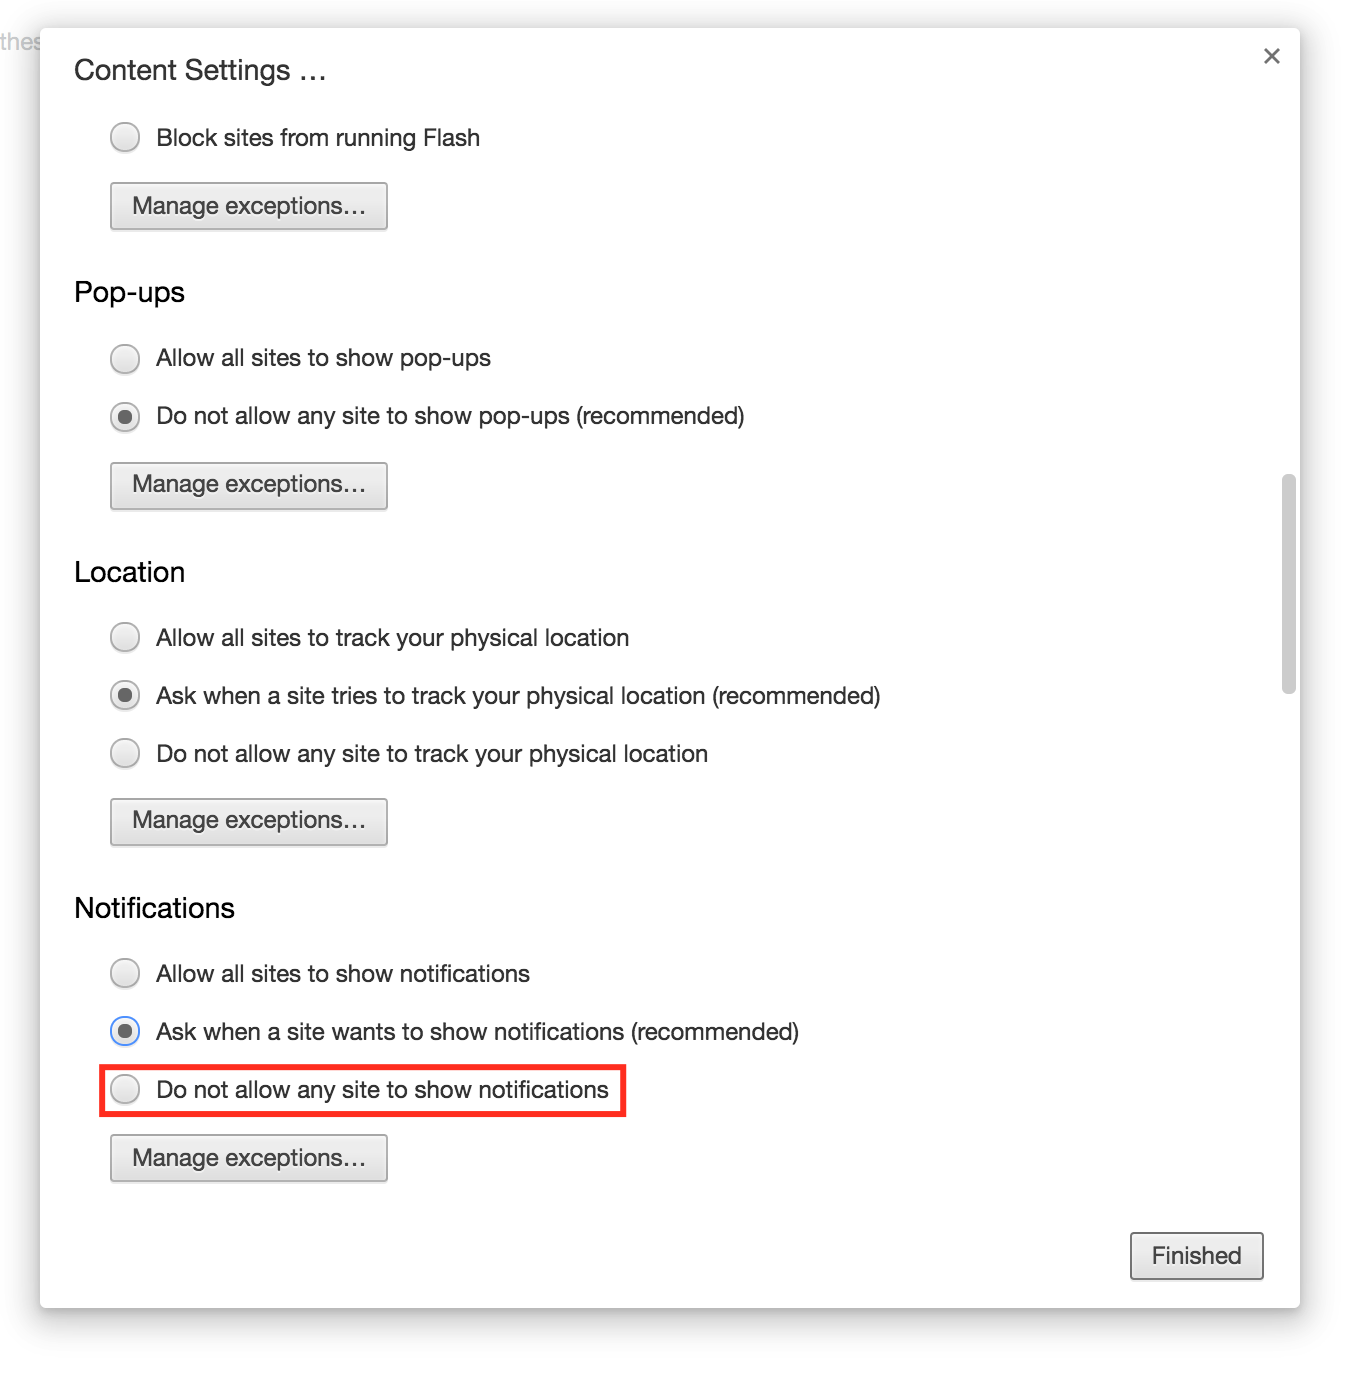 thes
Content Settings ...
Block sites from running Flash
Manage exceptions...
Pop-ups
Allow all sites to show pop-ups
Do not allow any site to show pop-ups (recommended)
Manage exceptions...
Location
Allow all sites to track your physical location
Ask when a site tries to track your physical location (recommended)
Do not allow any site to track your physical location
Manage exceptions...
Notifications
Allow all sites to show notifications
Ask when a site wants to show notifications (recommended)
Do not allow any site to show notifications
Manage exceptions...
Finished